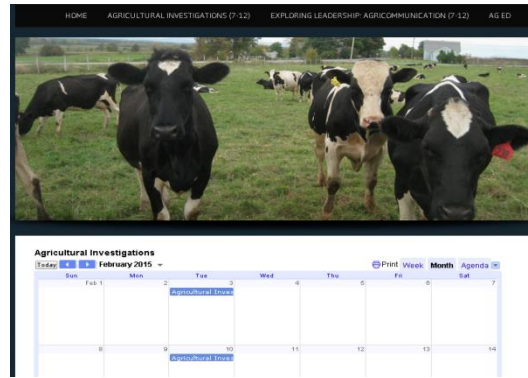 HOME AGRICULTURAL INVESTIGATIONS (7-12) EXPLORING LEADERSHIP: AGRICOMMUNICATION (7-12) AG ED
Agricultural Investigations
Today February 2015 Print Week Month Agenda
Sun Mon Tue Wed Thu Fri Sat
Feb 1 2 3 4 5 6 7
Agricultural Inves
8 9 10 11 12 13 14
Agricultural Inves